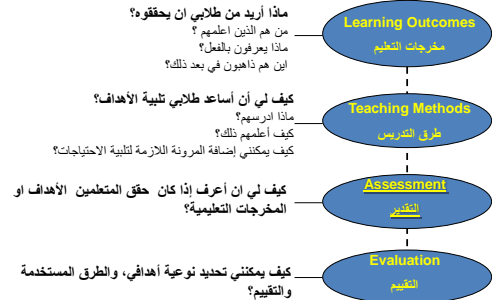 ماذا أريد من طلابي ان يحققوه؟
من هم الذين اعلمهم ؟
ماذا يعرفون بالفعل؟
اين هم ذاهبون في بعد ذلك؟
Learning Outcomes
مخرجات التعليم
كيف لي أن أساعد طلابي تلبية الأهداف؟
ماذا ادرسهم؟
كيف أعلمهم ذلك؟
كيف يمكنني إضافة المرونة اللازمة لتلبية الاحتياجات؟
Teaching Methods
طرق التدريس
كيف لي ان أعرف إذا كان حقق المتعلمين الأهداف او
المخرجات التعليمية؟
Assessment
التقدير
كيف يمكنني تحديد نوعية أهدافي، والطرق المستخدمة
والتقييم؟
Evaluation
التقييم